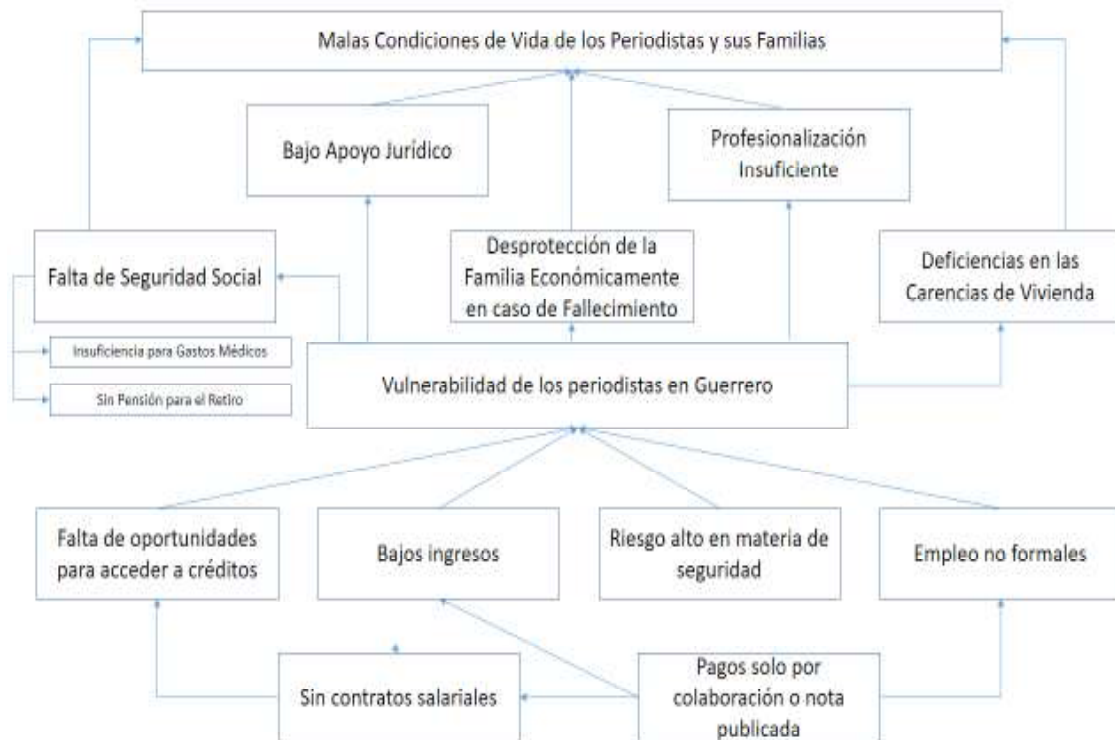 Malas Condiciones de Vida de los Periodistas y sus Familias
Bajo Apoyo Jurídico
Profesionalización
Insuficiente
Falta de Seguridad Social
Desprotección de la
Familia Económicamente
en caso de Fallecimiento
Deficiencias en las
Carencias de Vivienda
Insuficiencia para Gastos Médicos
Sin Pensión para el Retiro
Vulnerabilidad de los periodistas en Guerrero
Falta de oportunidades
para acceder a créditos
Bajos ingresos
Riesgo alto en materia de
seguridad
Empleo no formales
Sin contratos salariales
Pagos solo por
colaboración o nota
publicada